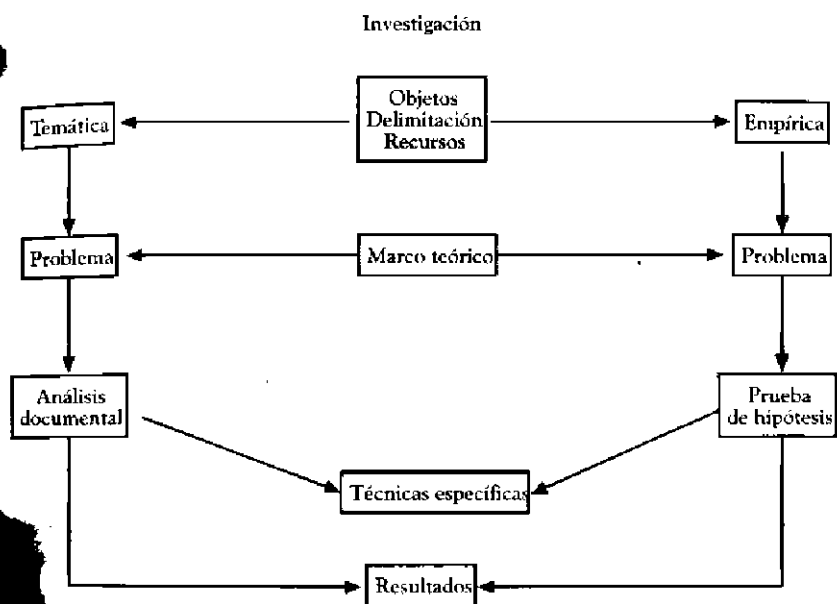 Investigación
Objetos
Delimitación
Recursos
Temática
Empírica
Problema
Marco teórico
Problema
Análisis
documental
Prueba
de hipótesis
Técnicas específicas
Resultados